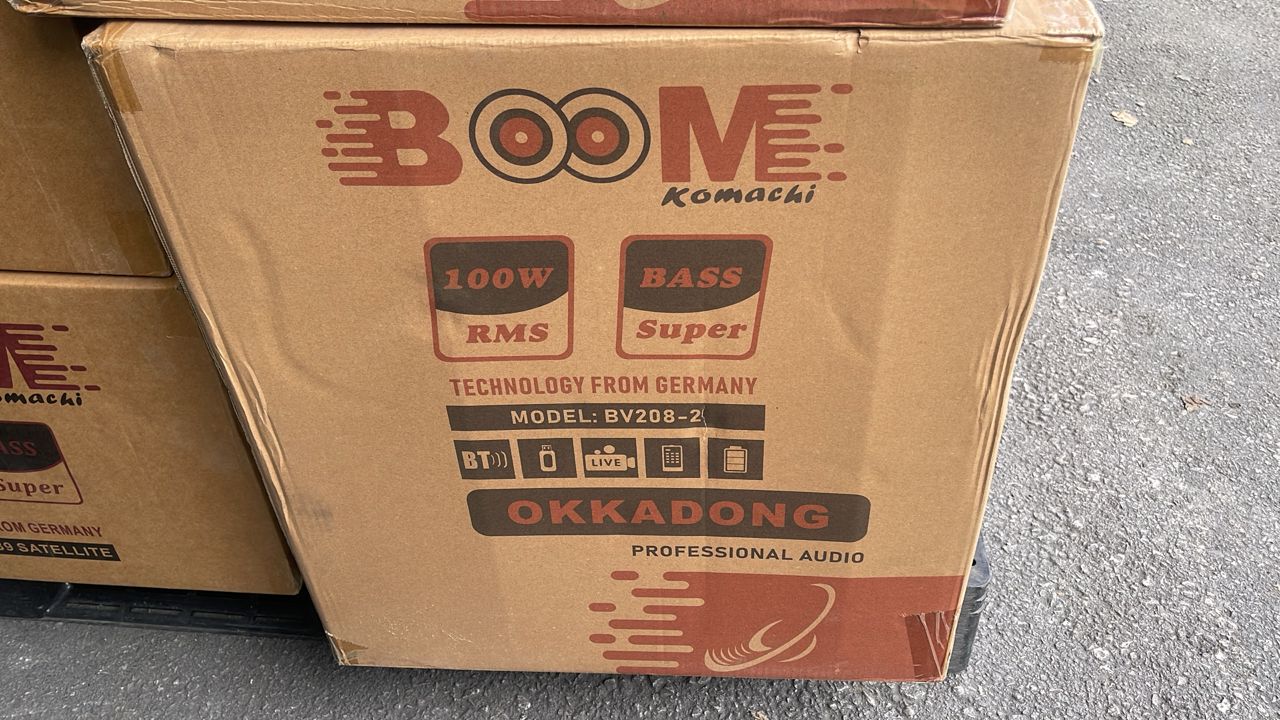 BOOM
Komachi
100W
RMS
BASS
Super
TECHNOLOGY FROM GERMANY
MODEL: BV208-2
BT
LIVE
OKKADONG
PROFESSIONAL AUDIO
Super
GERMANY
SATELLITE